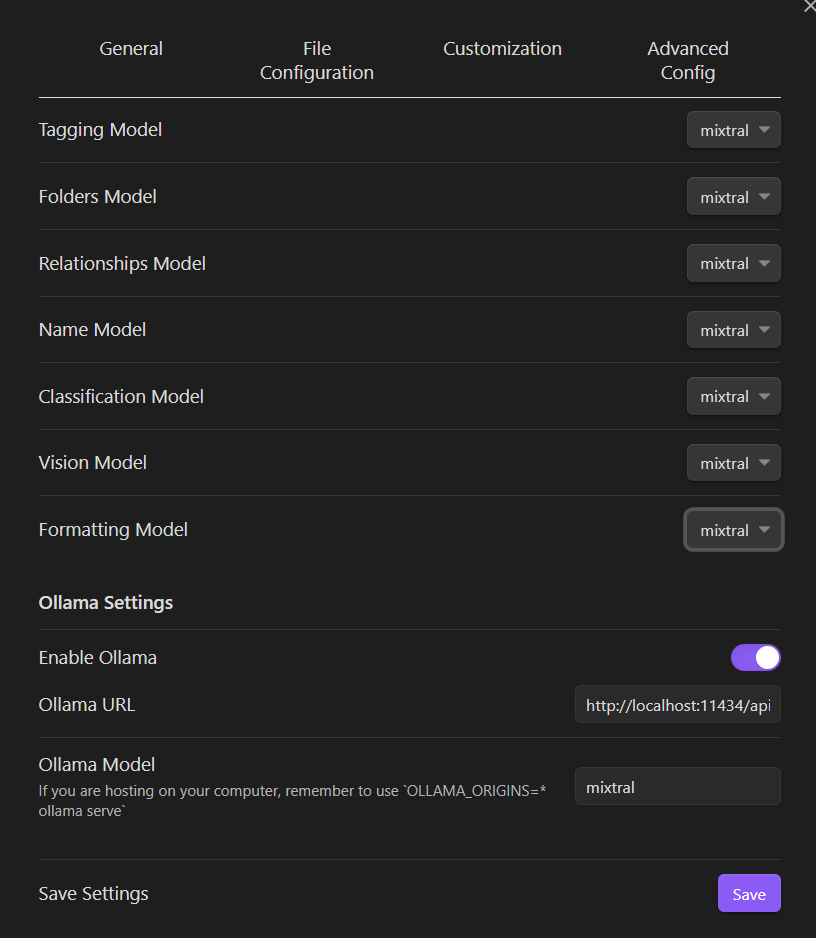 General
File
Configuration
Customization
Advanced
Config
Tagging Model
mixtral
Folders Model
mixtral
Relationships Model
mixtral
Name Model
mixtral
Classification Model
mixtral
Vision Model
mixtral
Formatting Model
mixtral
Ollama Settings
Enable Ollama
Ollama URL
http://localhost:11434/api
Ollama Model
If you are hosting on your computer, remember to use `OLLAMA_ORIGINS=*
ollama serve`
mixtral
Save Settings
Save